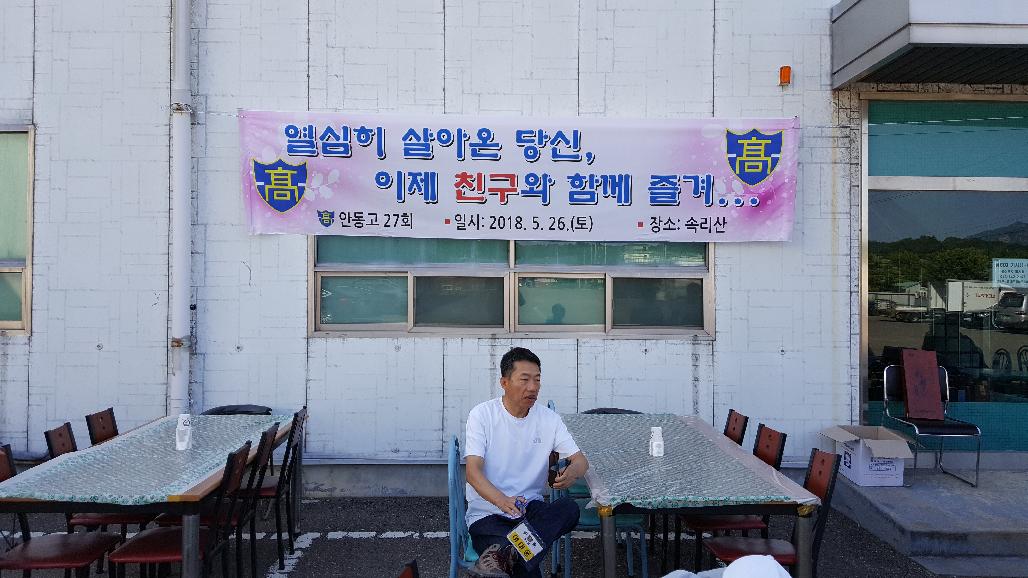 열심히 살아온 당신,
이제 친구와 함께 즐겨...
高
高
高 안동고 27회 ▪일시: 2018. 5. 26.(토) ▪장소: 속리산